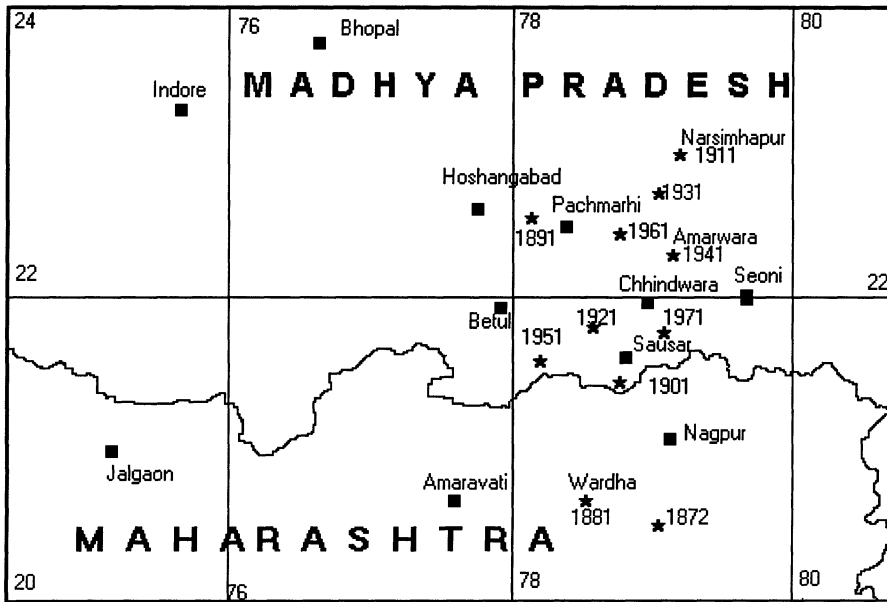 24
76
78
80
Bhopal
Indore
MADHYA PRADESH
Narsimhapur
1911
Hoshangabad
1931
Pachmarhi
1891
1961
Amarwara
1941
22
Chhindwara
Seoni
22
Betul
1951
1921
1971
Sausar
1901
Nagpur
Jalgaon
Amaravati
Wardha
1881
1872
MAHARASHTRA
20
76
78
80